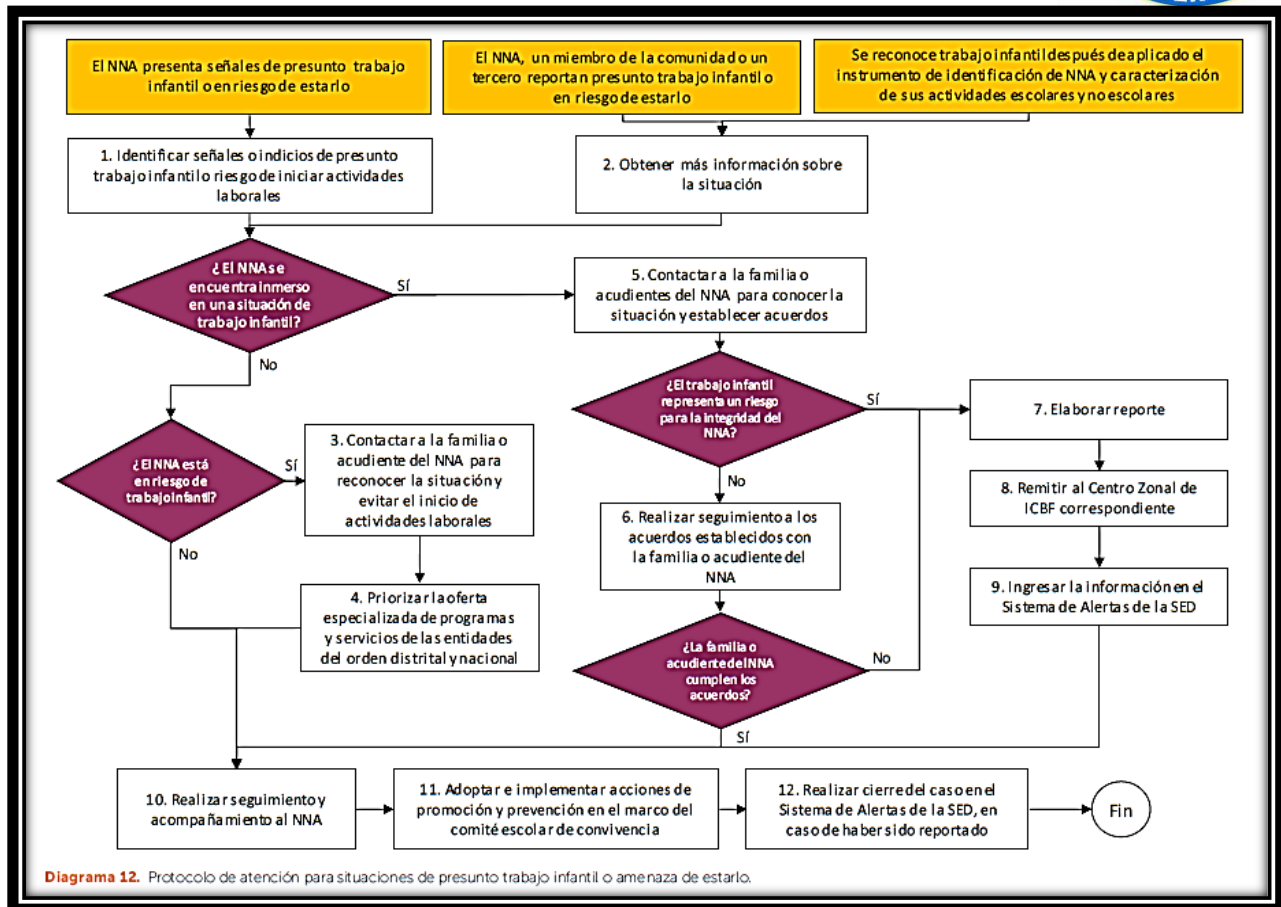 El NNA presenta señales de presunto trabajo
infantil o en riesgo de estarlo
El NNA, un miembro de la comunidad o un
tercero reportan presunto trabajo infantil o
en riesgo de estarlo
Se reconoce trabajo infantil después de aplicado el
instrumento de identificación de NNA y caracterización
de sus actividades escolares y no escolares
1. Identificar señales o indicios de presunto
trabajo infantil o riesgo de iniciar actividades
laborales
2. Obtener más información sobre
la situación
¿El NNA se
encuentra inmerso
en una situación de
trabajo infantil?
Sí
No
5. Contactar a la familia o
acudientes del NNA para conocer la
situación y establecer acuerdos
¿El trabajo infantil
representa un riesgo
para la integridad del
NNA?
Sí
No
7. Elaborar reporte
¿El NNA está
en riesgo de
trabajo infantil?
Sí
No
3. Contactar a la familia o
acudiente del NNA para
reconocer la situación y
evitar el inicio de
actividades laborales
8. Remitir al Centro Zonal de
ICBF correspondiente
6. Realizar seguimiento a los
acuerdos establecidos con
la familia o acudiente del
NNA
9. Ingresar la información en el
Sistema de Alertas de la SED
4. Priorizar la oferta
especializada de programas
y servicios de las entidades
del orden distrital y nacional
¿La familia o
acudiente del NNA
cumplen los
acuerdos?
No
Sí
10. Realizar seguimiento y
acompañamiento al NNA
11. Adoptar e implementar acciones de
promoción y prevención en el marco del
comité escolar de convivencia
12. Realizar cierre del caso en el
Sistema de Alertas de la SED, en
caso de haber sido reportado
Fin
Diagrama 12. Protocolo de atención para situaciones de presunto trabajo infantil o amenaza de estarlo.